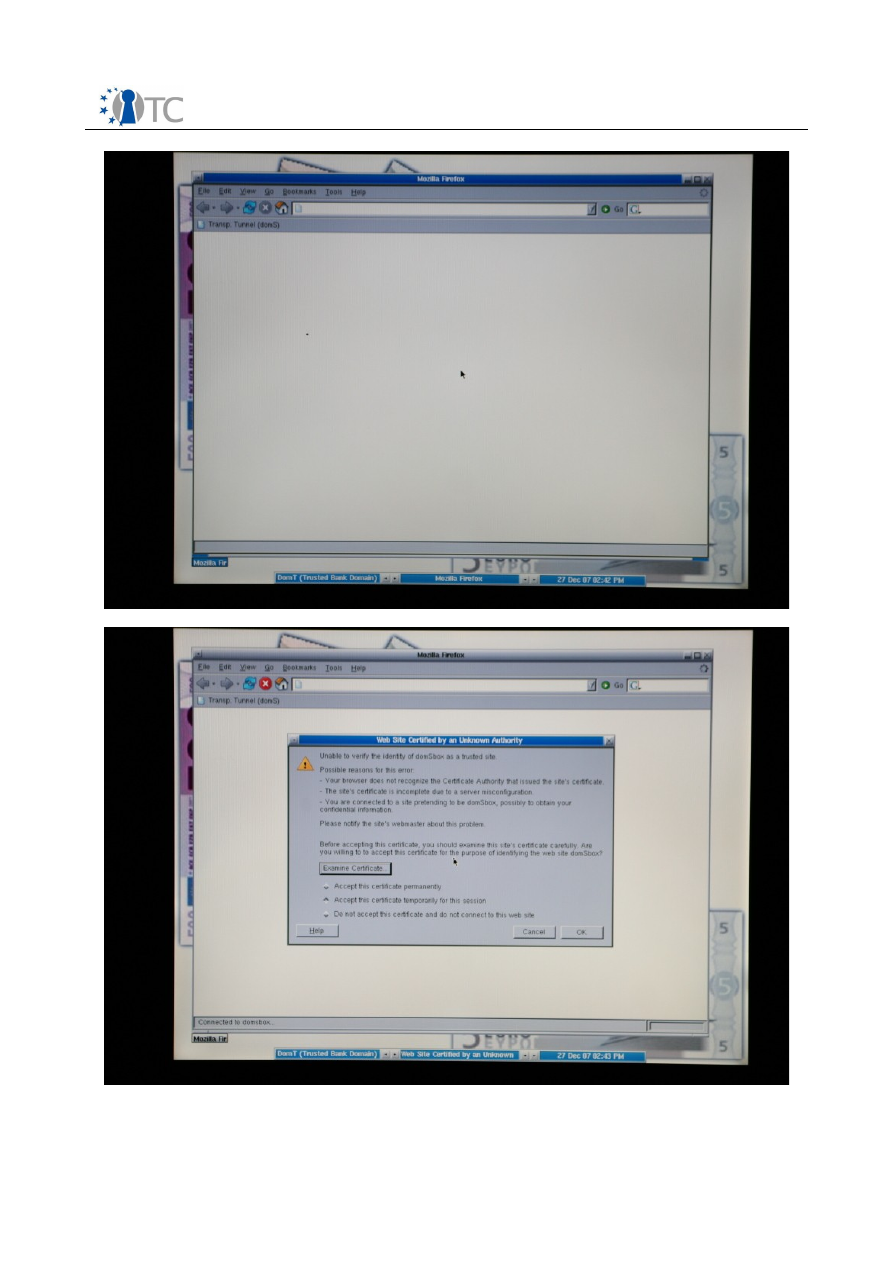 TC
Mozilla Firefox
File Edit View Go Bookmarks Tools Help
Go G
Transp. Tunnel (domS)
5
5
5
ΕΥΡΩ
Mozilla Fir
DomT (Trusted Bank Domain) Mozilla Firefox 27 Dec 07 02:42 PM
Mozilla Firefox
File Edit View Go Bookmarks Tools Help
Go G
Transp. Tunnel (domS)
Web Site Certified by an Unknown Authority
Unable to verify the identity of domSbox as a trusted site.
Possible reasons for this error:
- Your browser does not recognize the Certificate Authority that issued the site's certificate.
- The site's certificate is incomplete due to a server misconfiguration.
- You are connected to a site pretending to be domSbox, possibly to obtain your
confidential information.
Please notify the site's webmaster about this problem.
Before accepting this certificate, you should examine this site's certificate carefully. Are
you willing to to accept this certificate for the purpose of identifying the web site domSbox?
Examine Certificate...
Accept this certificate permanently
Accept this certificate temporarily for this session
Do not accept this certificate and do not connect to this web site
Help Cancel OK
5
5
5
ΕΥΡΩ
Connected to domsbox...
Mozilla Fir
DomT (Trusted Bank Domain) Web Site Certified by an Unknown 27 Dec 07 02:43 PM